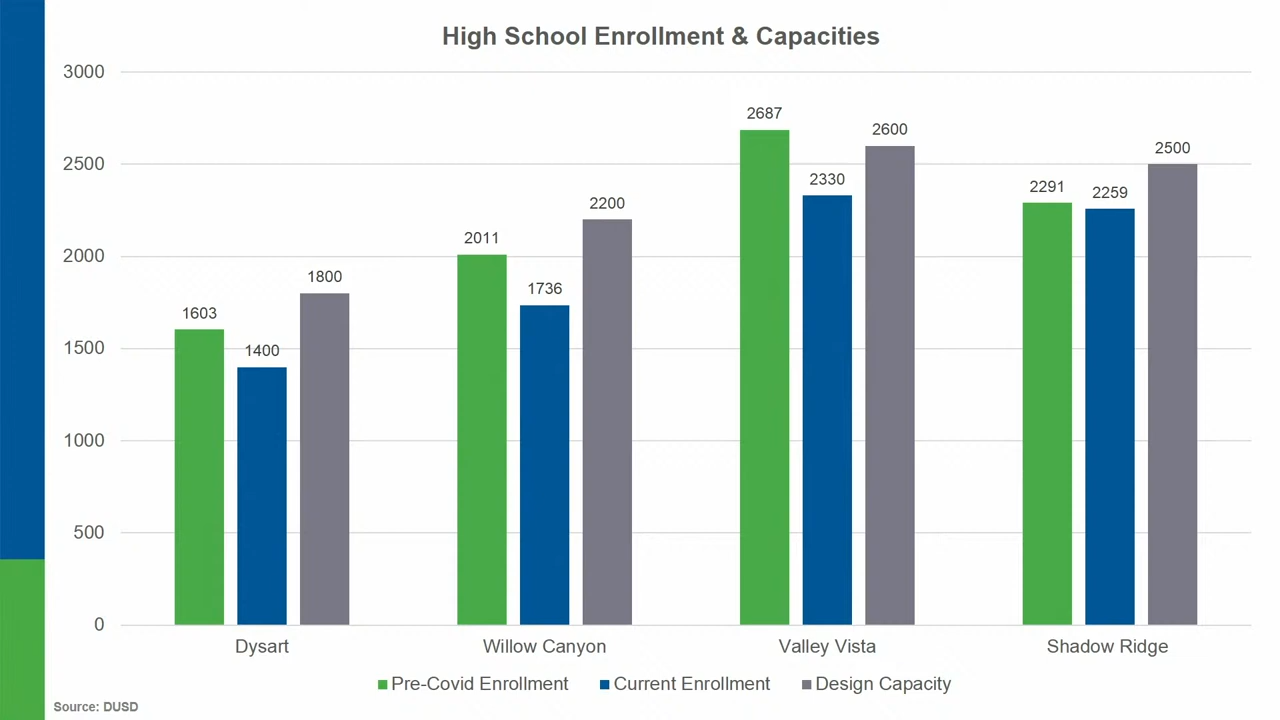 High School Enrollment & Capacities
3000
2500
2000
1500
1000
500
0
1603
1400
1800
2011
1736
2200
2687
2330
2600
2291
2259
2500
Dysart
Willow Canyon
Valley Vista
Shadow Ridge
Pre-Covid Enrollment
Current Enrollment
Design Capacity
Source: DUSD